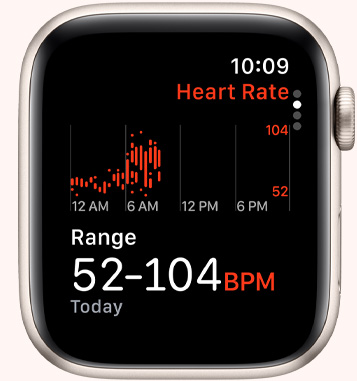 10:09
Heart Rate
104
52
12 AM 6 AM 12 PM 6 PM
Range
52–104BPM
Today